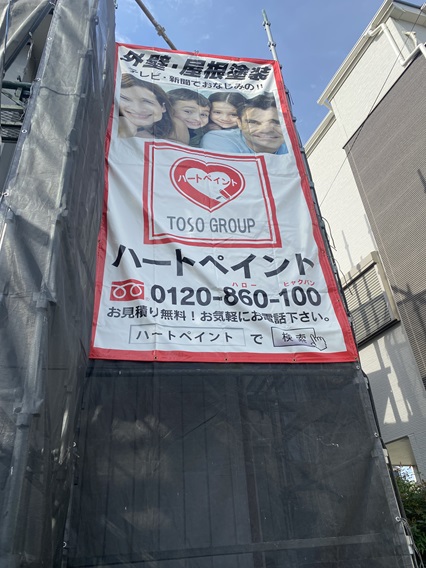 外壁・屋根塗装
テレビ・新聞でおなじみの!!
ハートペイント
TOSO GROUP
ハートペイント
ハロー ビックバン
0120-860-100
お見積り無料！お気軽にお電話下さい。
ハートペイント で 検索